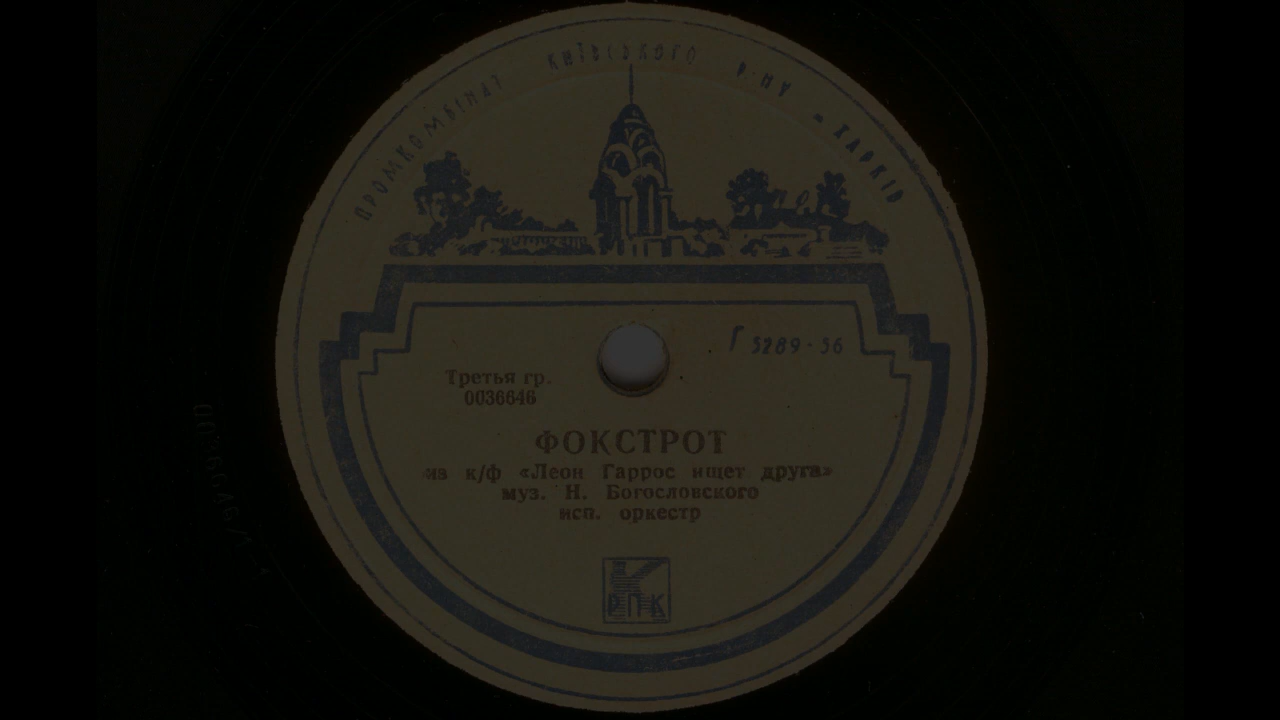 ПРОМКОМБІНАТ КИЇВСЬКОГО Р-НУ – ХАРКІВ
Г 5289-56
Третья гр.
0036646
ФОКСТРОТ
из к/ф «Леон Гаррос ищет друга»
муз. Н. Богословского
исп. оркестр
К
РПК